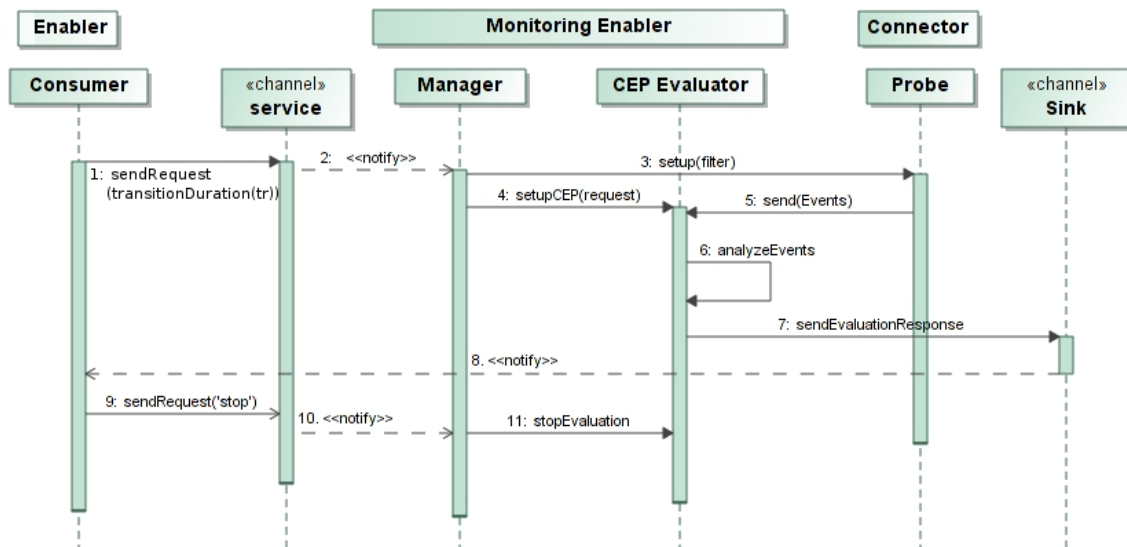 Enabler
Monitoring Enabler
Connector
Consumer
«channel»
service
Manager
CEP Evaluator
Probe
«channel»
Sink
1: sendRequest
(transitionDuration(tr))
2: <<notify>>
3: setup(filter)
4: setupCEP(request)
5: send(Events)
6: analyzeEvents
7: sendEvaluationResponse
8. <<notify>>
9: sendRequest('stop')
10. <<notify>>
11: stopEvaluation